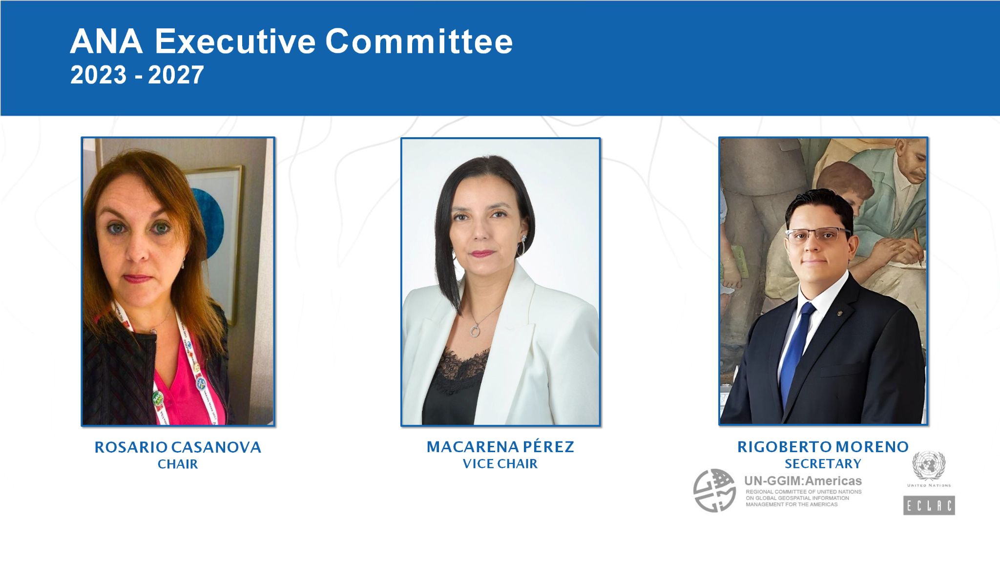 ANA Executive Committee
2023 - 2027
ROSARIO CASANOVA
CHAIR
MACARENA PÉREZ
VICE CHAIR
RIGOBERTO MORENO
SECRETARY
UN-GGIM:Americas
REGIONAL COMMITTEE OF UNITED NATIONS
ON GLOBAL GEOSPATIAL INFORMATION
MANAGEMENT FOR THE AMERICAS
UNITED NATIONS
ECLAC